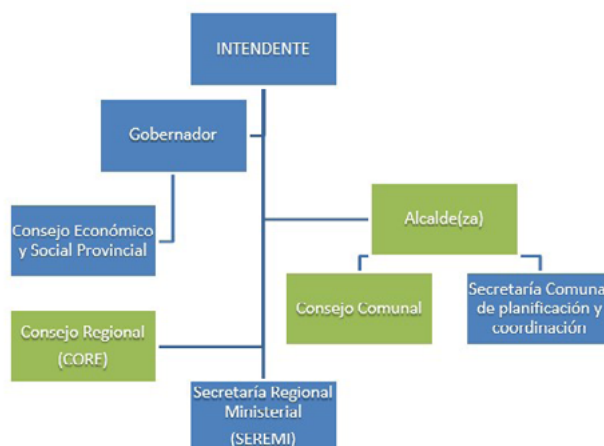 INTENDENTE
Gobernador
Consejo Económico
y Social Provincial
Alcalde(za)
Consejo Comunal
Secretaría Comunal
de planificación y
coordinación
Consejo Regional
(CORE)
Secretaría Regional
Ministerial
(SEREMI)